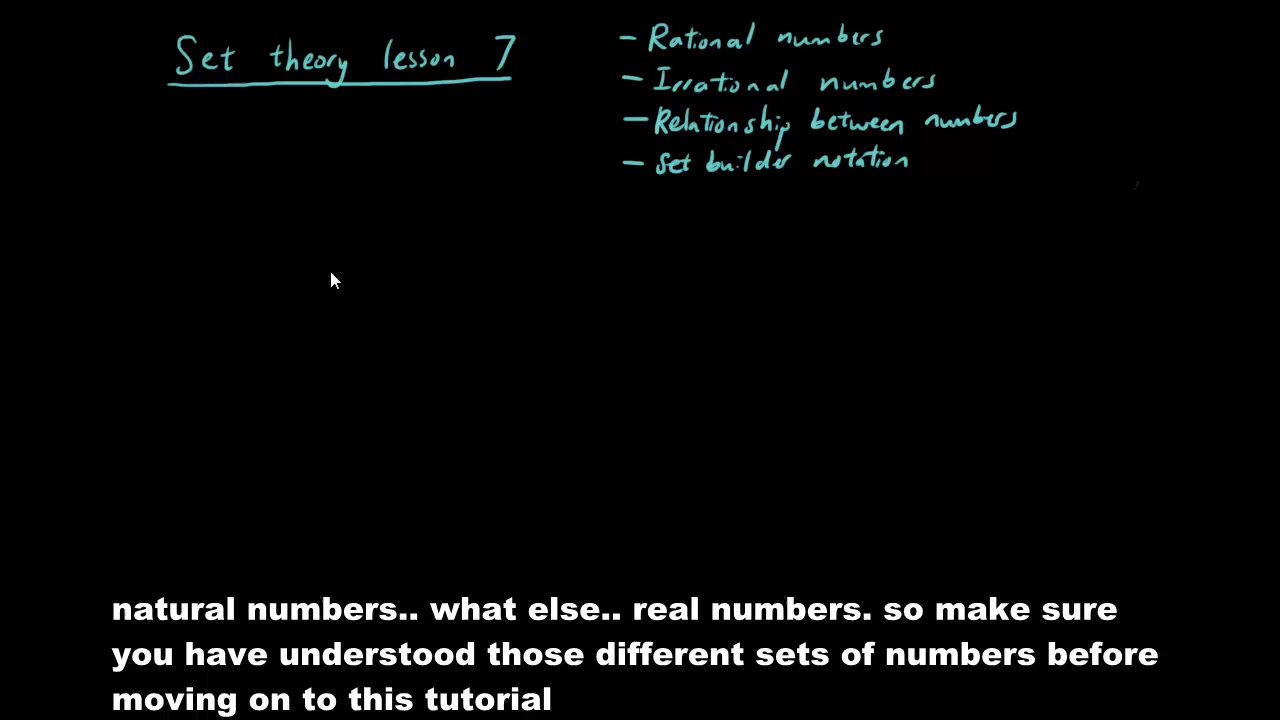 Set theory lesson 7
- Rational numbers
- Irrational numbers
- Relationship between numbers
- Set builder notation
natural numbers.. what else.. real numbers. so make sure
you have understood those different sets of numbers before
moving on to this tutorial